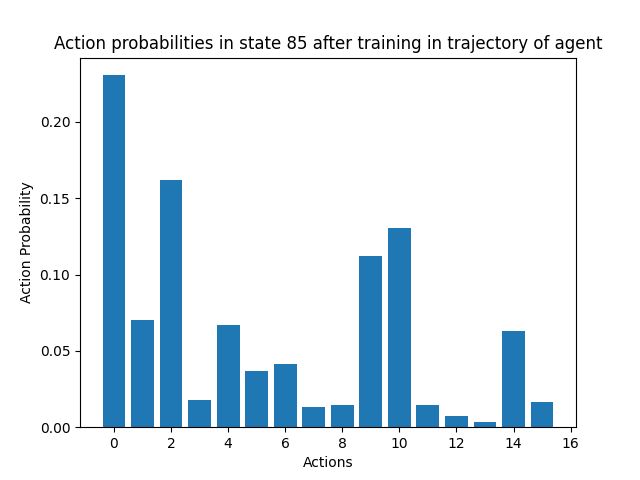 Action probabilities in state 85 after training in trajectory of agent
0.20
0.15
0.10
0.05
0.00
Action Probability
0 2 4 6 8 10 12 14 16
Actions